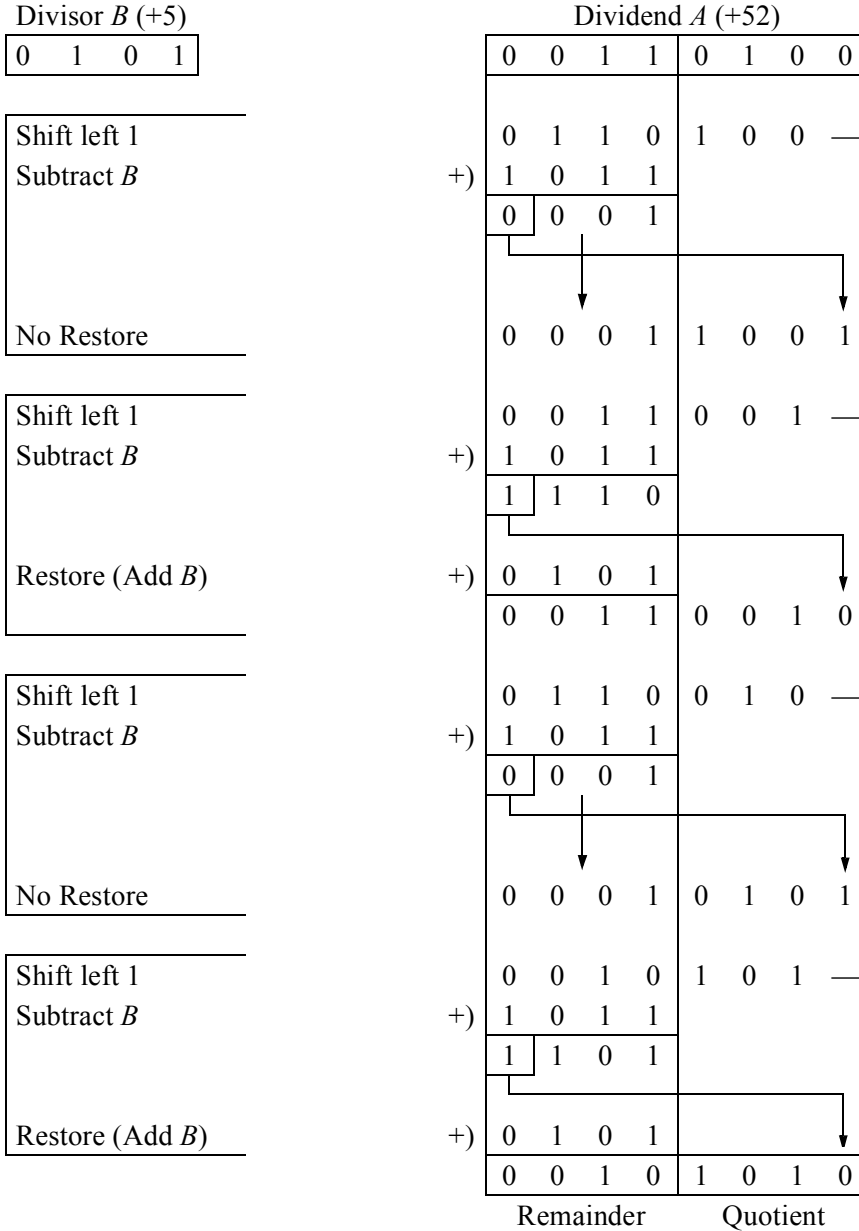 Divisor B (+5) Dividend A (+52)
0 1 0 1 0 0 1 1 0 1 0 0
Shift left 1 0 1 1 0 1 0 0 —
Subtract B +) 1 0 1 1
0 0 0 1
No Restore 0 0 0 1 1 0 0 1
Shift left 1 0 0 1 1 0 0 1 —
Subtract B +) 1 0 1 1
1 1 1 0
Restore (Add B) +) 0 1 0 1
0 0 1 1 0 0 1 0
Shift left 1 0 1 1 0 0 1 0 —
Subtract B +) 1 0 1 1
0 0 0 1
No Restore 0 0 0 1 0 1 0 1
Shift left 1 0 0 1 0 1 0 1 —
Subtract B +) 1 0 1 1
1 1 0 1
Restore (Add B) +) 0 1 0 1
0 0 1 0 1 0 1 0
Remainder Quotient